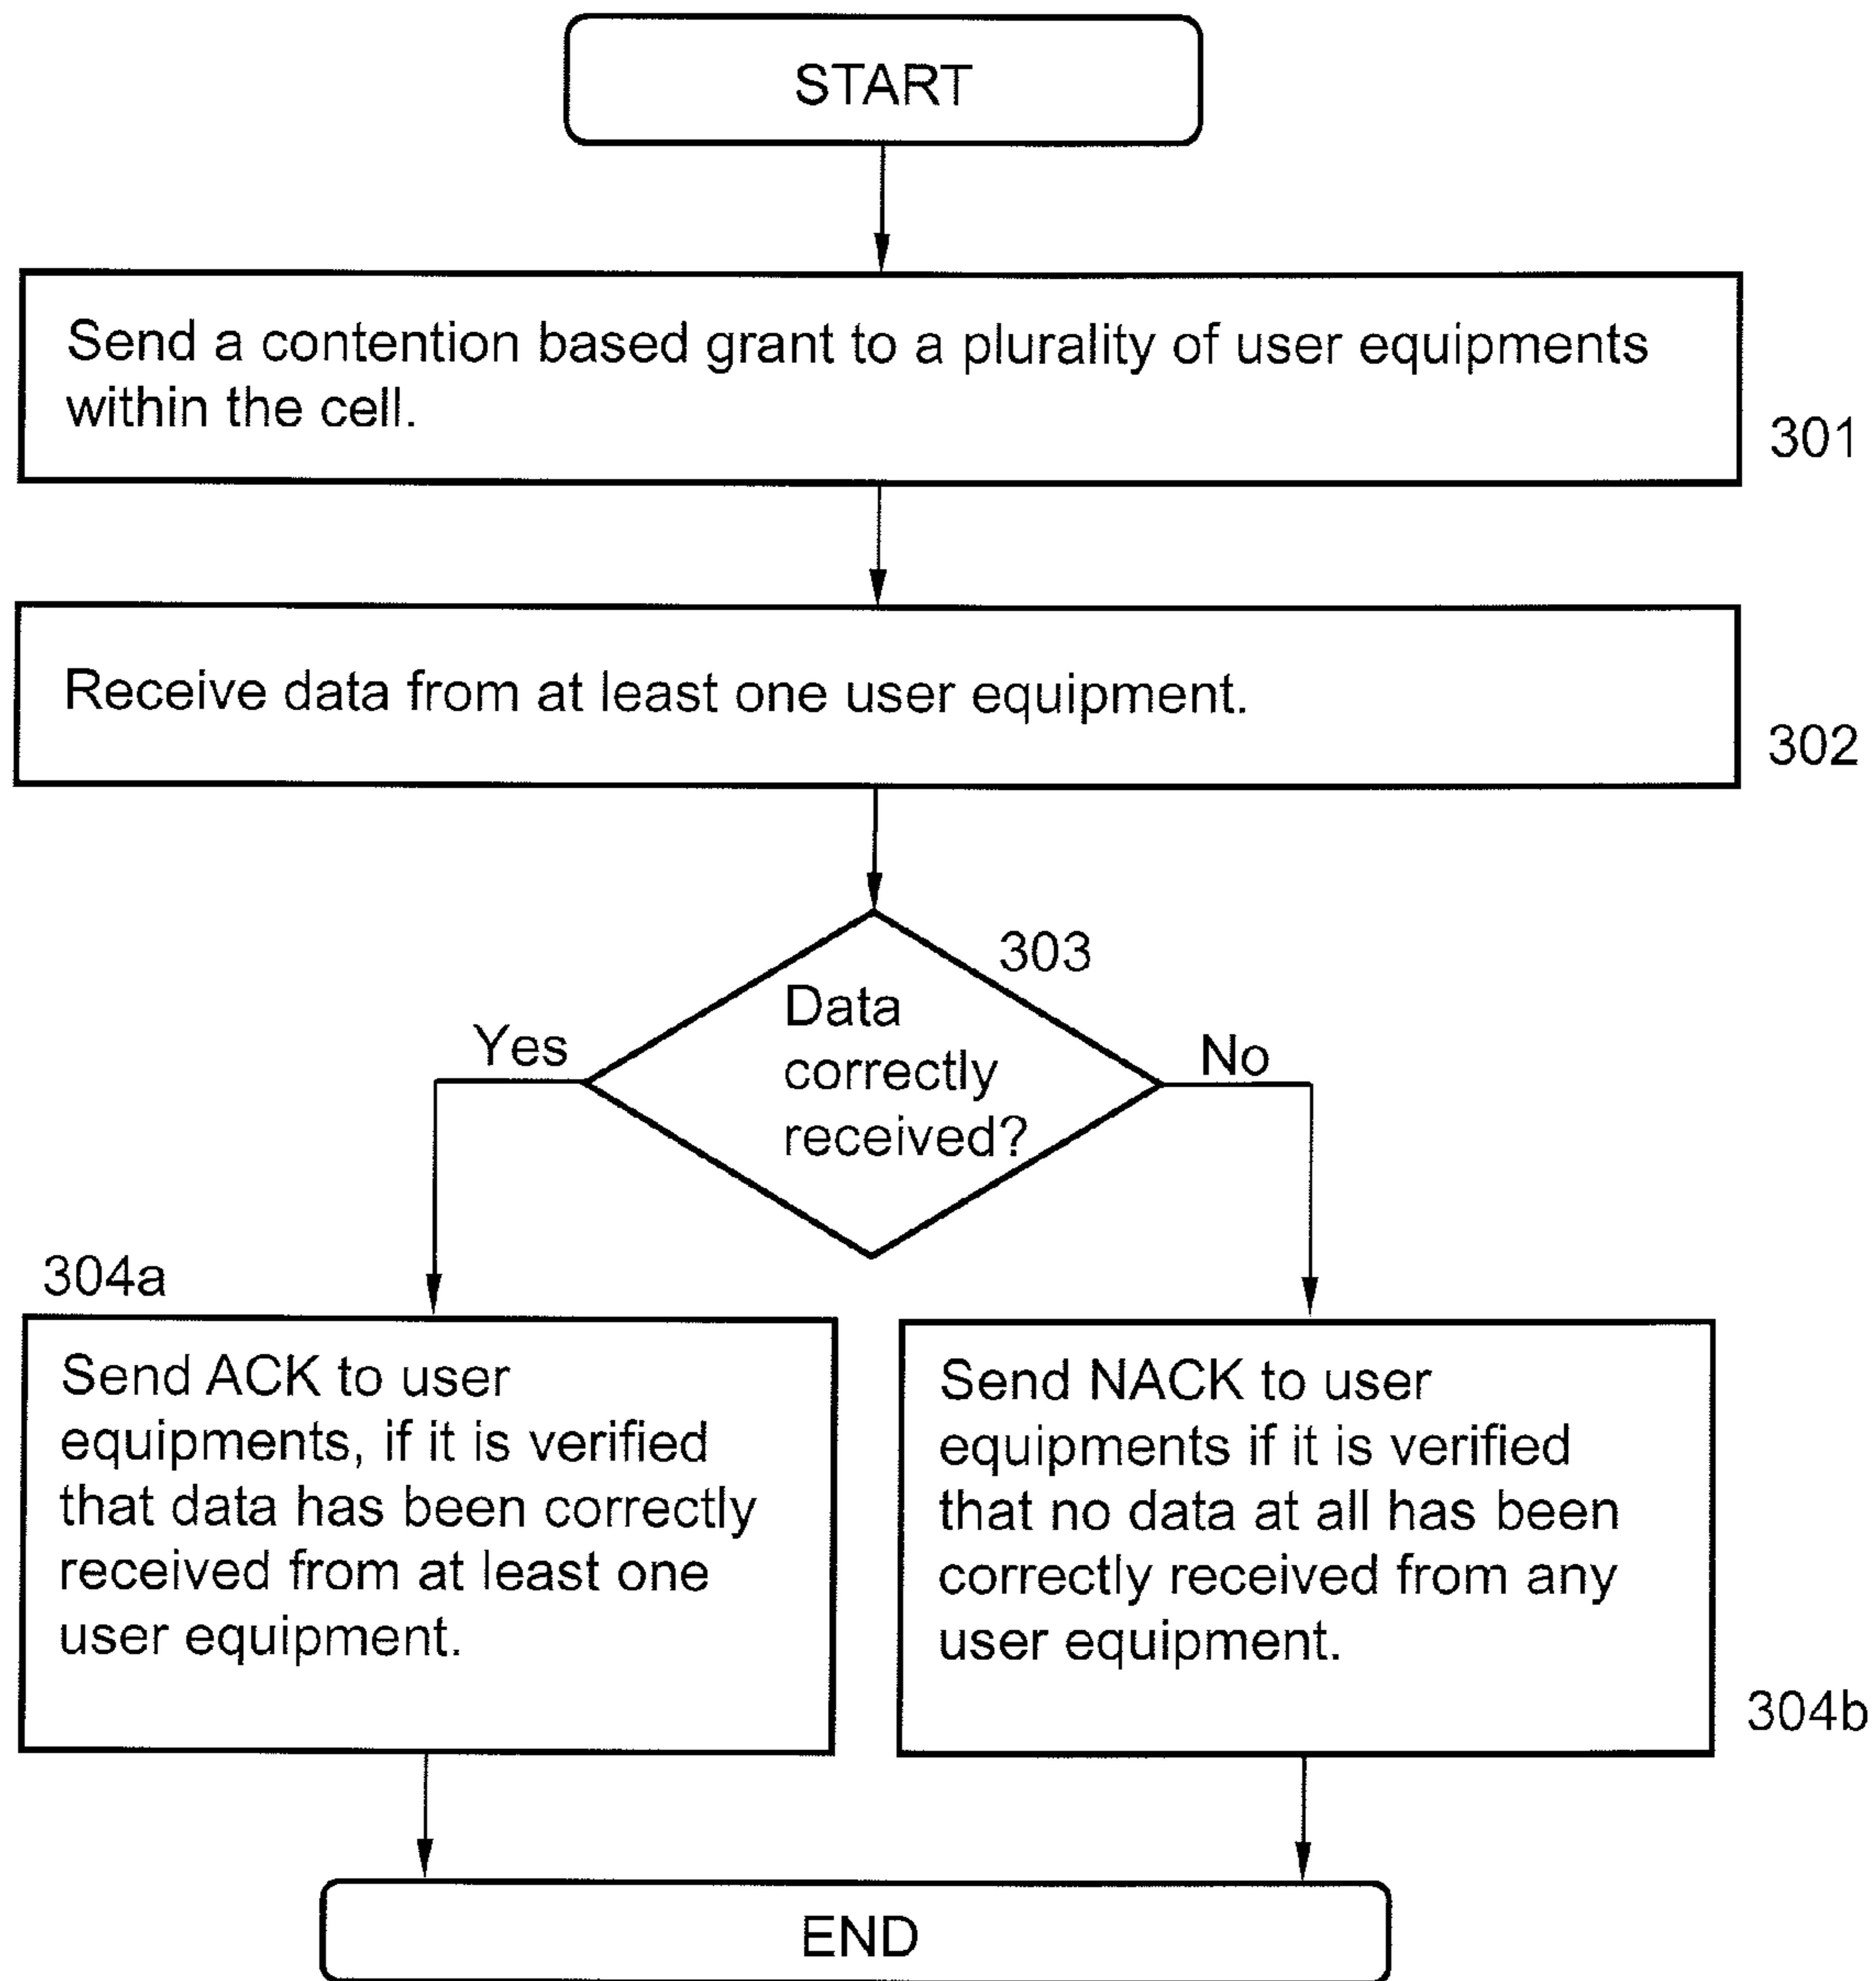 START
Send a contention based grant to a plurality of user equipments
within the cell.
301
Receive data from at least one user equipment.
302
303
Data
correctly
received?
Yes
No
304a
Send ACK to user
equipments, if it is verified
that data has been correctly
received from at least one
user equipment.
Send NACK to user
equipments if it is verified
that no data at all has been
correctly received from any
user equipment.
304b
END